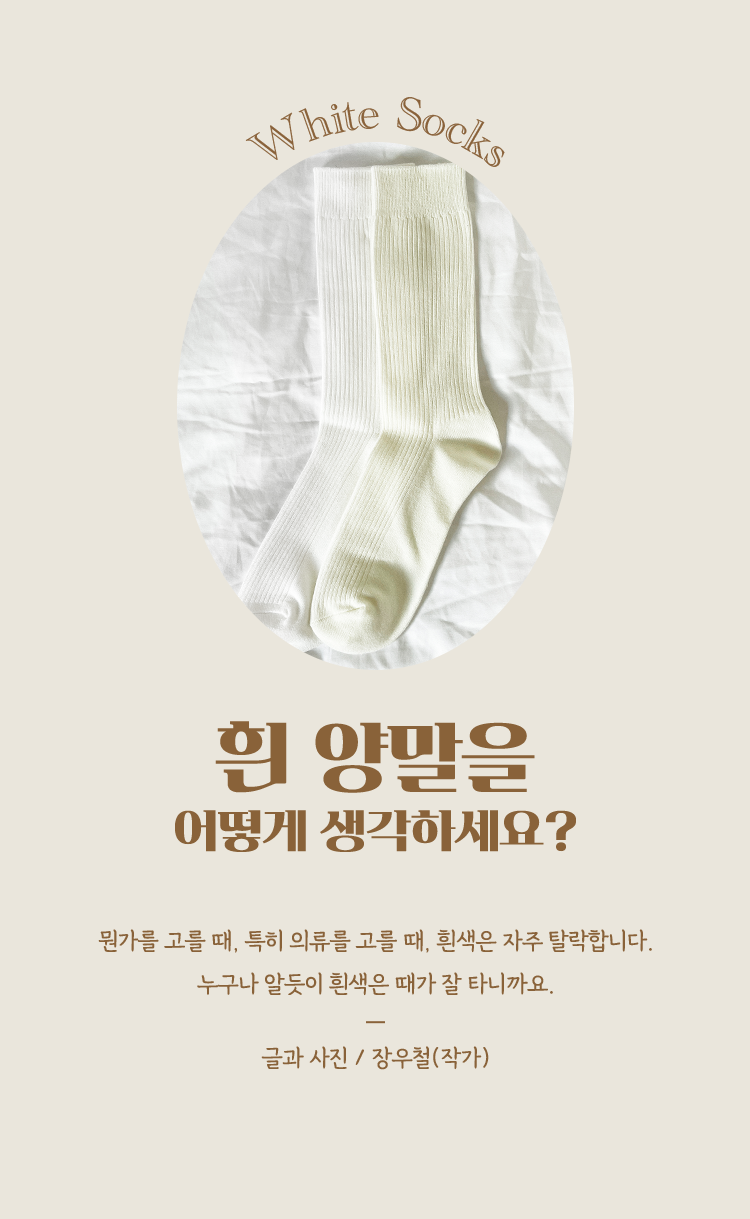 White Socks
흰 양말을
어떻게 생각하세요?
뭔가를 고를 때, 특히 의류를 고를 때, 흰색은 자주 탈락합니다.
누구나 알듯이 흰색은 때가 잘 타니까요.
—
글과 사진 / 장우철(작가)